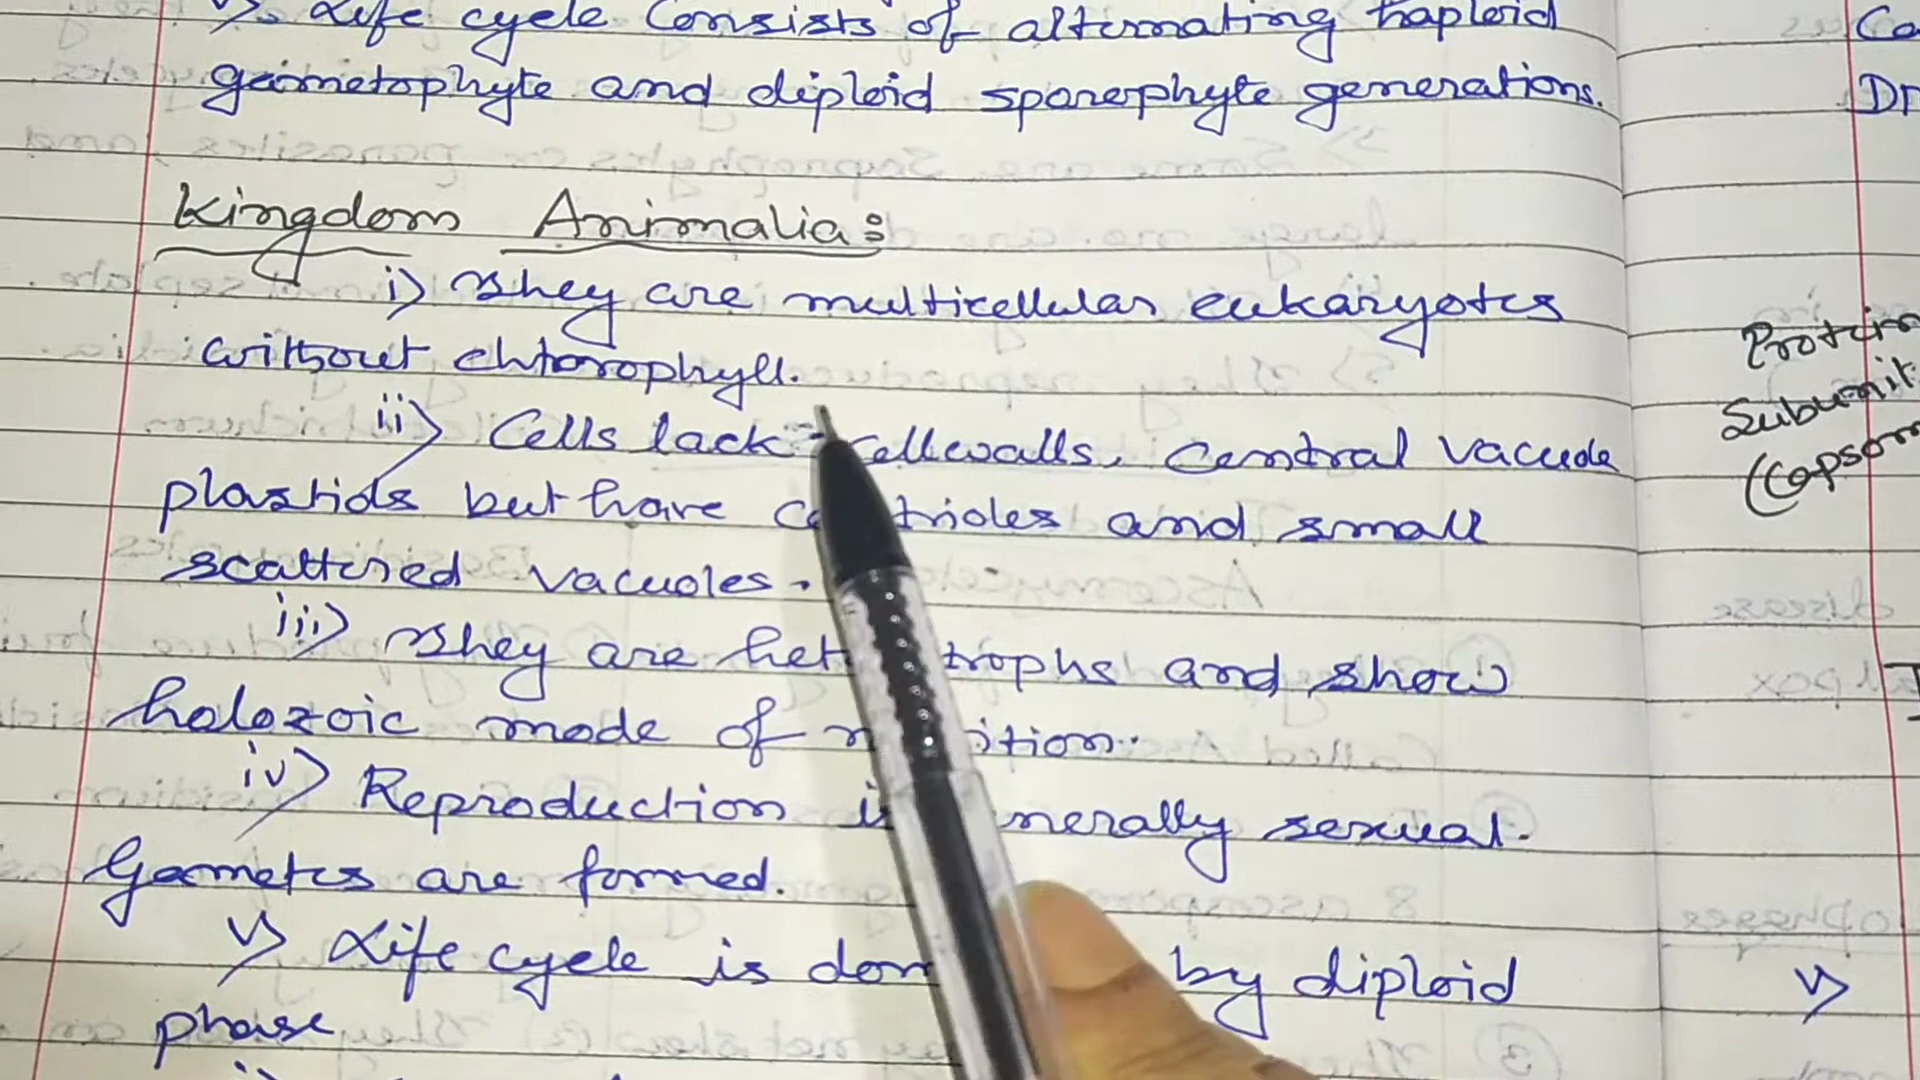 v> Life cycle consists of alternating haploid
gametophyte and diploid sporophyte generations.
Kingdom Animalia:
i> They are multicellular eukaryotes
without chlorophyll.
ii> Cells lack cellwalls, central vacuole
plastids but have centrioles and small
scattered vacuoles.
iii> They are heterotrophs and show
holozoic mode of nutrition.
iv> Reproduction is generally sexual.
Gametes are formed.
v> Life cycle is dominated by diploid
phase
Protein
Subunit
(Capsom
v>